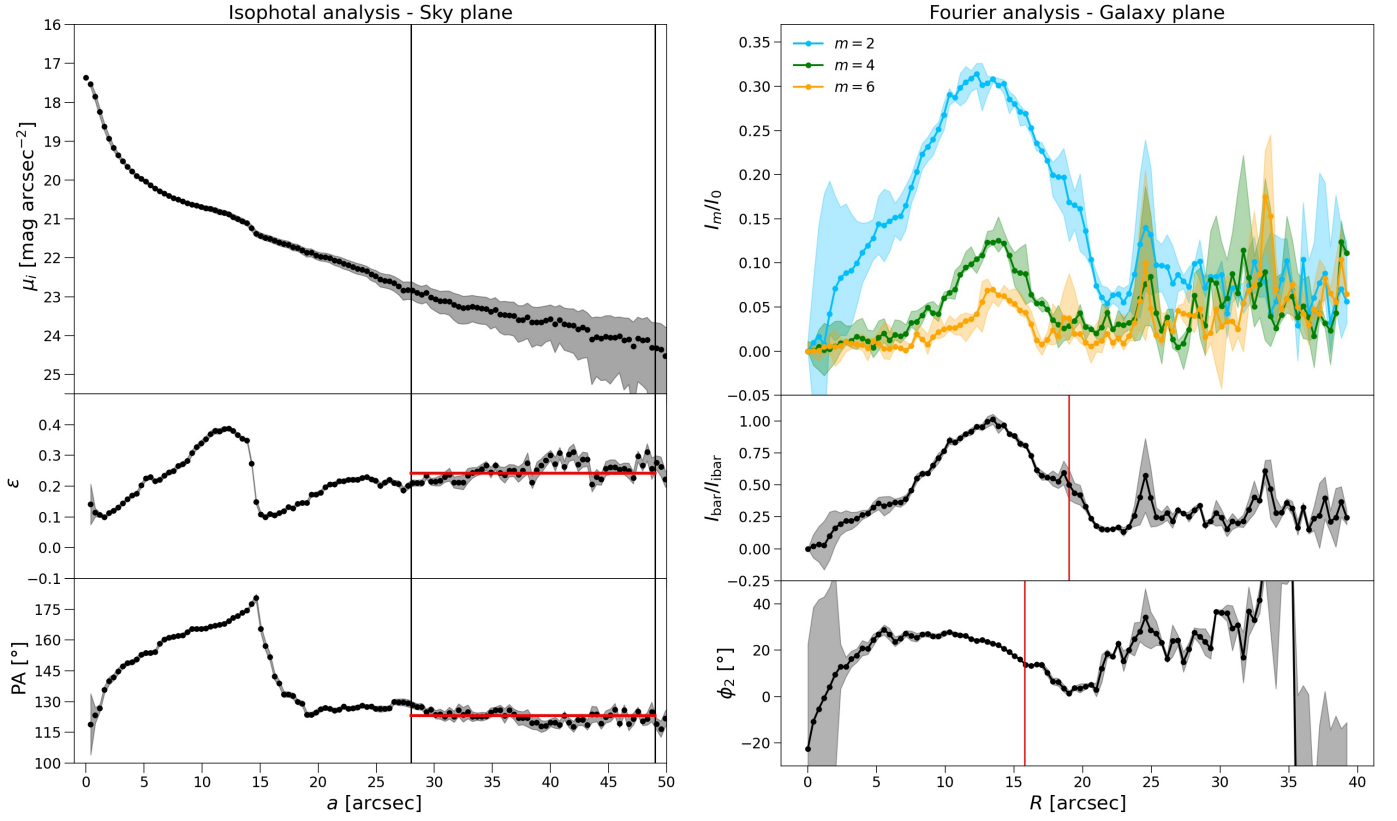 Isophotal analysis - Sky plane
16
17
18
19
20
21
22
23
24
25
μi [mag arcsec−2]
0.4
0.3
0.2
0.1
0.0
−0.1
ε
175
160
145
130
115
100
PA [°]
0 5 10 15 20 25 30 35 40 45 50
a [arcsec]
Fourier analysis - Galaxy plane
m = 2
m = 4
m = 6
0.35
0.30
0.25
0.20
0.15
0.10
0.05
0.00
−0.05
Im/I0
1.00
0.75
0.50
0.25
0.00
−0.25
Ibar/Iibar
40
20
0
−20
ϕ2 [°]
0 5 10 15 20 25 30 35 40
R [arcsec]